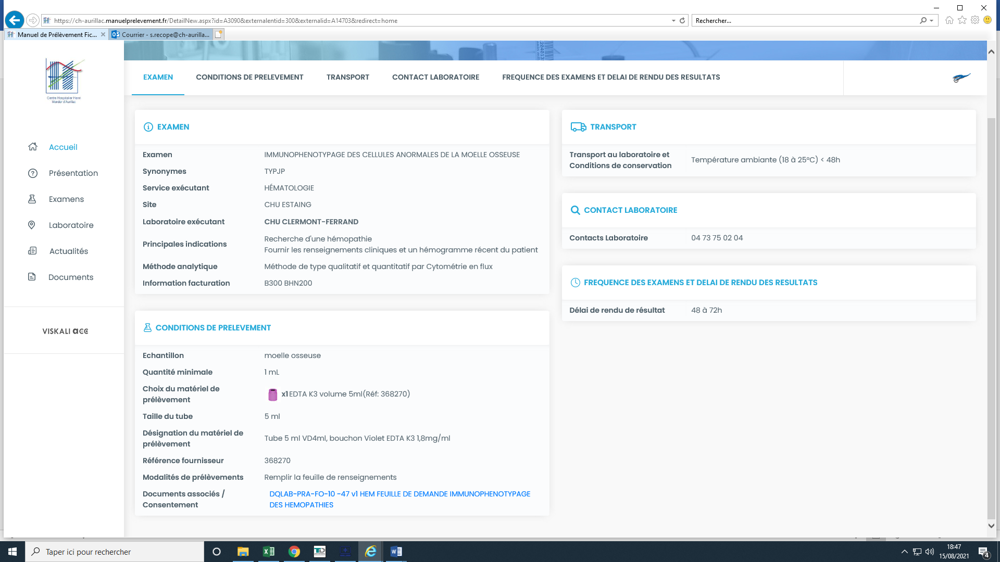 https://ch-aurillac.manuelprelevement.fr/DetailNew.aspx?id=A3090&externalentid=300&externalid=A14703&redirect=home
Rechercher...
Manuel de Prélèvement Fic...
Courrier - s.recope@ch-aurilla...
Centre Hospitalier Henri
Mondor d'Aurillac
EXAMEN
CONDITIONS DE PRELEVEMENT
TRANSPORT
CONTACT LABORATOIRE
FREQUENCE DES EXAMENS ET DELAI DE RENDU DES RESULTATS
Accueil
Présentation
Examens
Laboratoire
Actualités
Documents
VISKALI acc
EXAMEN
Examen IMMUNOPHENOTYPAGE DES CELLULES ANORMALES DE LA MOELLE OSSEUSE
Synonymes TYPJP
Service exécutant HÉMATOLOGIE
Site CHU ESTAING
Laboratoire exécutant CHU CLERMONT-FERRAND
Principales indications
Recherche d'une hémopathie
Fournir les renseignements cliniques et un hémogramme récent du patient
Méthode analytique Méthode de type qualitatif et quantitatif par Cytométrie en flux
Information facturation B300 BHN200
CONDITIONS DE PRELEVEMENT
Echantillon moelle osseuse
Quantité minimale 1 mL
Choix du matériel de
prélèvement
x1 EDTA K3 volume 5ml(Réf: 368270)
Taille du tube 5 ml
Désignation du matériel de
prélèvement
Tube 5 ml VD4ml, bouchon Violet EDTA K3 1,8mg/ml
Référence fournisseur 368270
Modalités de prélèvements Remplir la feuille de renseignements
Documents associés /
Consentement
DQLAB-PRA-FO-10 -47 v1 HEM FEUILLE DE DEMANDE IMMUNOPHENOTYPAGE
DES HEMOPATHIES
TRANSPORT
Transport au laboratoire et
Conditions de conservation
Température ambiante (18 à 25°C) < 48h
CONTACT LABORATOIRE
Contacts Laboratoire 04 73 75 02 04
FREQUENCE DES EXAMENS ET DELAI DE RENDU DES RESULTATS
Délai de rendu de résultat 48 à 72h
Taper ici pour rechercher
18:47
15/08/2021
4